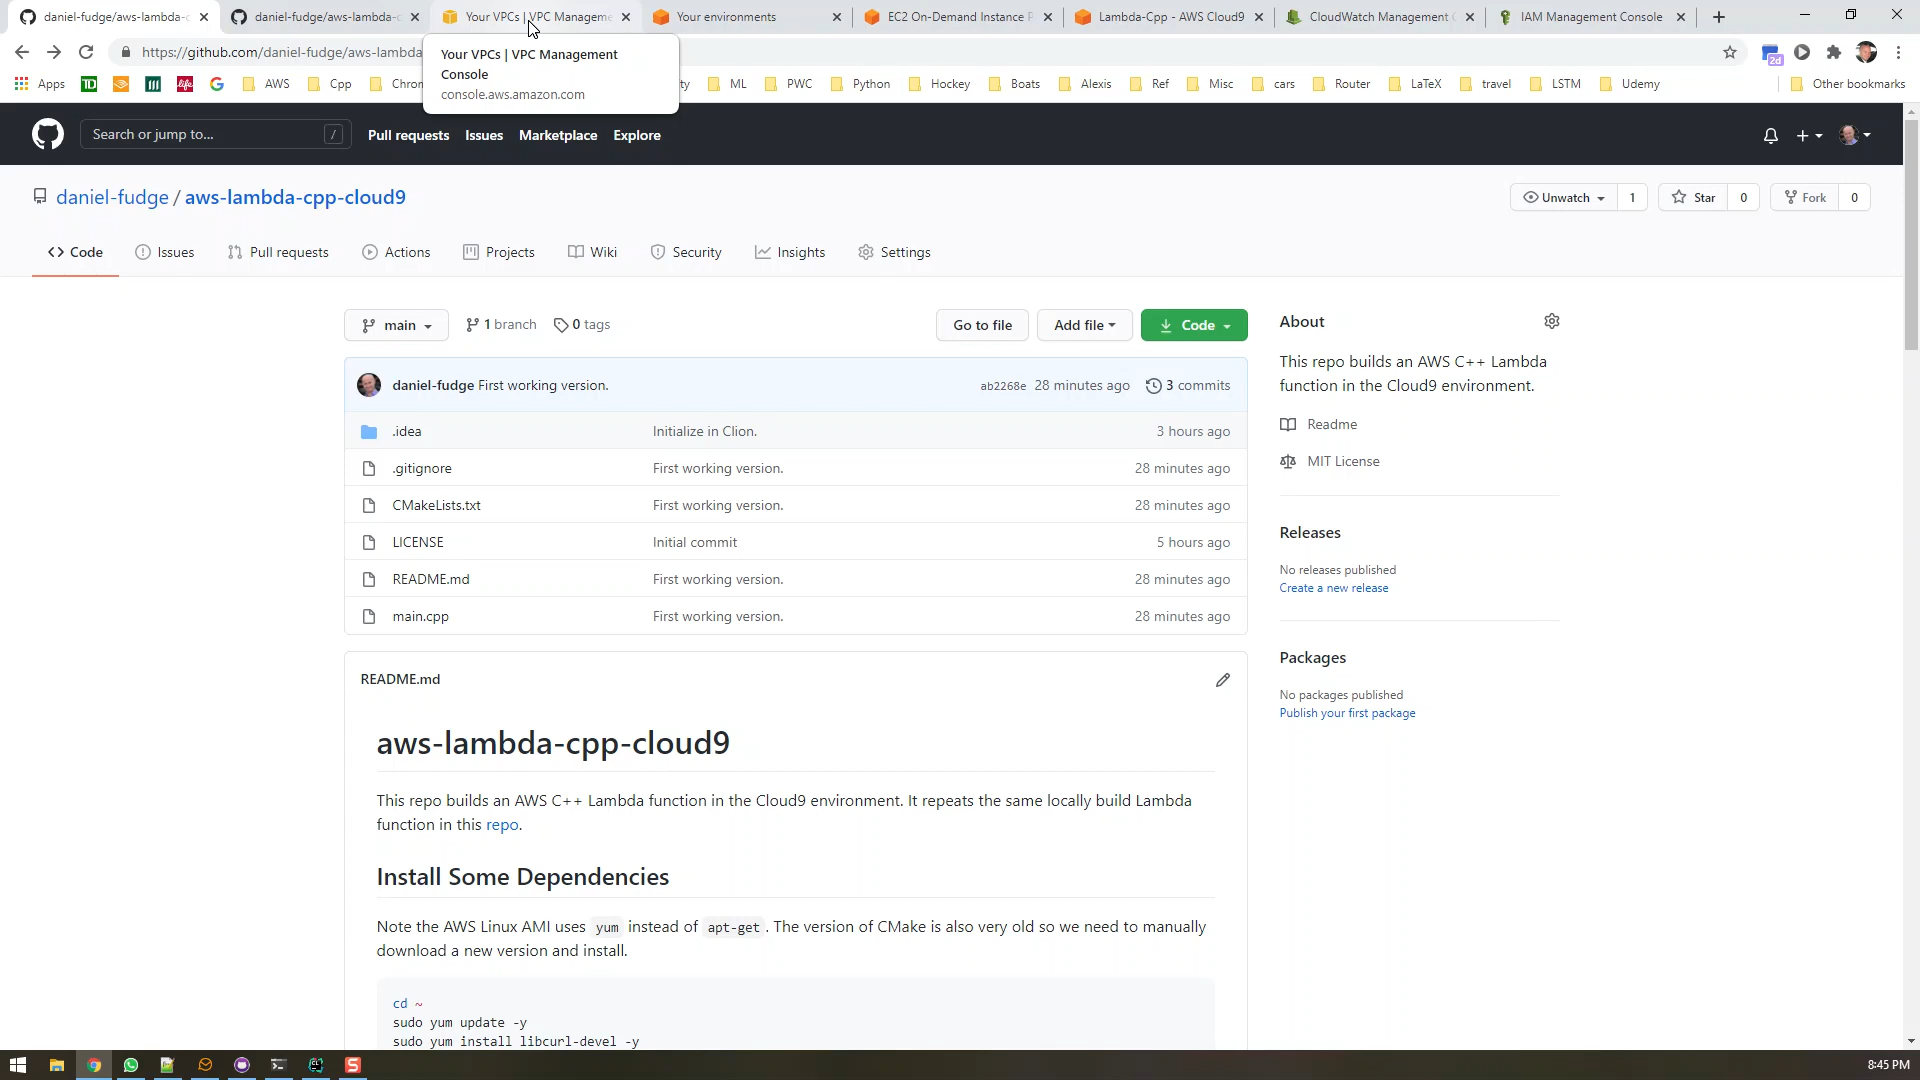 daniel-fudge/aws-lambda-c
daniel-fudge/aws-lambda-c
Your VPCs | VPC Manageme
Your environments
EC2 On-Demand Instance P
Lambda-Cpp - AWS Cloud9
CloudWatch Management C
IAM Management Console
https://github.com/daniel-fudge/aws-lambda
2d
Your VPCs | VPC Management
Console
console.aws.amazon.com
Apps
TD
life
AWS
Cpp
Chron
ty
ML
PWC
Python
Hockey
Boats
Alexis
Ref
Misc
cars
Router
LaTeX
travel
LSTM
Udemy
Other bookmarks
Search or jump to...
/
Pull requests
Issues
Marketplace
Explore
daniel-fudge / aws-lambda-cpp-cloud9
Unwatch
1
Star
0
Fork
0
Code
Issues
Pull requests
Actions
Projects
Wiki
Security
Insights
Settings
main
1 branch
0 tags
Go to file
Add file
Code
daniel-fudge First working version.
ab2268e 28 minutes ago
3 commits
.idea
Initialize in Clion.
3 hours ago
.gitignore
First working version.
28 minutes ago
CMakeLists.txt
First working version.
28 minutes ago
LICENSE
Initial commit
5 hours ago
README.md
First working version.
28 minutes ago
main.cpp
First working version.
28 minutes ago
About
This repo builds an AWS C++ Lambda
function in the Cloud9 environment.
Readme
MIT License
Releases
No releases published
Create a new release
Packages
No packages published
Publish your first package
README.md
aws-lambda-cpp-cloud9
This repo builds an AWS C++ Lambda function in the Cloud9 environment. It repeats the same locally build Lambda
function in this repo.
Install Some Dependencies
Note the AWS Linux AMI uses yum instead of apt-get. The version of CMake is also very old so we need to manually
download a new version and install.
cd ~
sudo yum update -y
sudo yum install libcurl-devel -y
8:45 PM